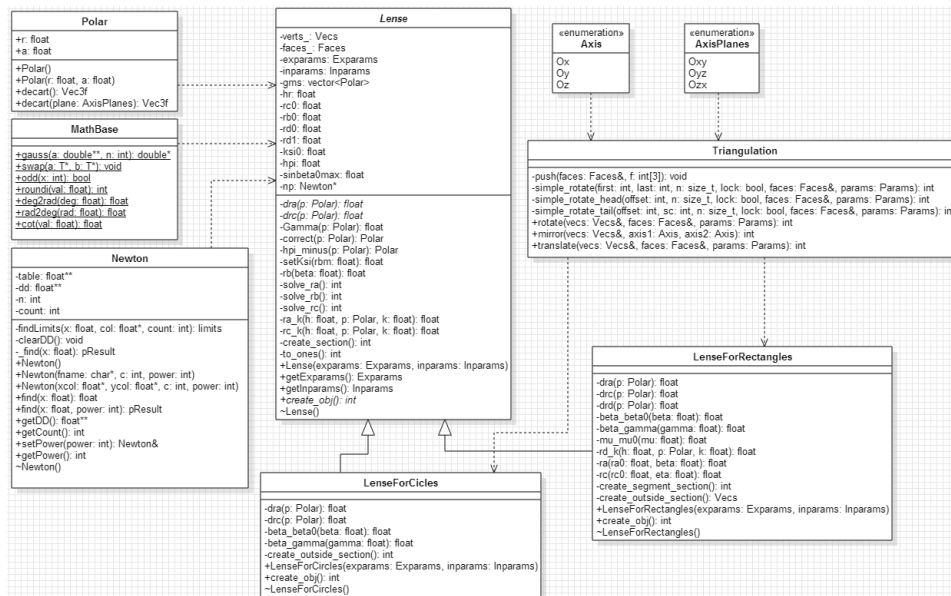 Polar
+r: float
+a: float
+Polar()
+Polar(r: float, a: float)
+decart(): Vec3f
+decart(plane: AxisPlanes): Vec3f
MathBase
+gauss(a: double**, n: int): double*
+swap(a: T*, b: T*): void
+odd(x: int): bool
+roundi(val: float): int
+deg2rad(deg: float): float
+rad2deg(rad: float): float
+cot(val: float): float
Newton
-table: float**
-dd: float**
-n: int
-count: int
-findLimits(x: float, col: float*, count: int): limits
-clearDD(): void
-_find(x: float): pResult
+Newton()
+Newton(fname: char*, c: int, power: int)
+Newton(xcol: float*, ycol: float*, c: int, power: int)
+find(x: float): float
+find(x: float, power: int): pResult
+getDD(): float**
+getCount(): int
+setPower(power: int): Newton&
+getPower(): int
~Newton()
Lense
-verts_: Vecs
-faces_: Faces
-exparams: Exparams
-inparams: Inparams
-gms: vector<Polar>
-hr: float
-rc0: float
-rb0: float
-rd0: float
-rd1: float
-ksi0: float
-hpi: float
-sinbeta0max: float
-np: Newton*
-dra(p: Polar): float
-drc(p: Polar): float
-Gamma(p: Polar): float
-correct(p: Polar): Polar
-hpi_minus(p: Polar): Polar
-setKsi(rbm: float): float
-rb(beta: float): float
-solve_ra(): int
-solve_rb(): int
-solve_rc(): int
-ra_k(h: float, p: Polar, k: float): float
-rc_k(h: float, p: Polar, k: float): float
-create_section(): int
-to_ones(): int
+Lense(exparams: Exparams, inparams: Inparams)
+getExparams(): Exparams
+getInparams(): Inparams
+create_obj(): int
~Lense()
«enumeration»
Axis
Ox
Oy
Oz
«enumeration»
AxisPlanes
Oxy
Oyz
Ozx
Triangulation
-push(faces: Faces&, f: int[3]): void
-simple_rotate(first: int, last: int, n: size_t, lock: bool, faces: Faces&, params: Params): int
-simple_rotate_head(offset: int, n: size_t, lock: bool, faces: Faces&, params: Params): int
-simple_rotate_tail(offset: int, sc: int, n: size_t, lock: bool, faces: Faces&, params: Params): int
+rotate(vecs: Vecs&, faces: Faces&, params: Params): int
+mirror(vecs: Vecs&, axis1: Axis, axis2: Axis): int
+translate(vecs: Vecs&, faces: Faces&, params: Params): int
LenseForRectangles
-dra(p: Polar): float
-drc(p: Polar): float
-drd(p: Polar): float
-beta_beta0(beta: float): float
-beta_gamma(gamma: float): float
-mu_mu0(mu: float): float
-rd_k(h: float, p: Polar, k: float): float
-ra(ra0: float, beta: float): float
-rc(rc0: float, eta: float): float
-create_segment_section(): int
-create_outside_section(): Vecs
+LenseForRectangles(exparams: Exparams, inparams: Inparams)
+create_obj(): int
~LenseForRectangles()
LenseForCicles
-dra(p: Polar): float
-drc(p: Polar): float
-beta_beta0(beta: float): float
-beta_gamma(gamma: float): float
-create_outside_section(): int
+LenseForCircles(exparams: Exparams, inparams: Inparams)
+create_obj(): int
~LenseForCircles()